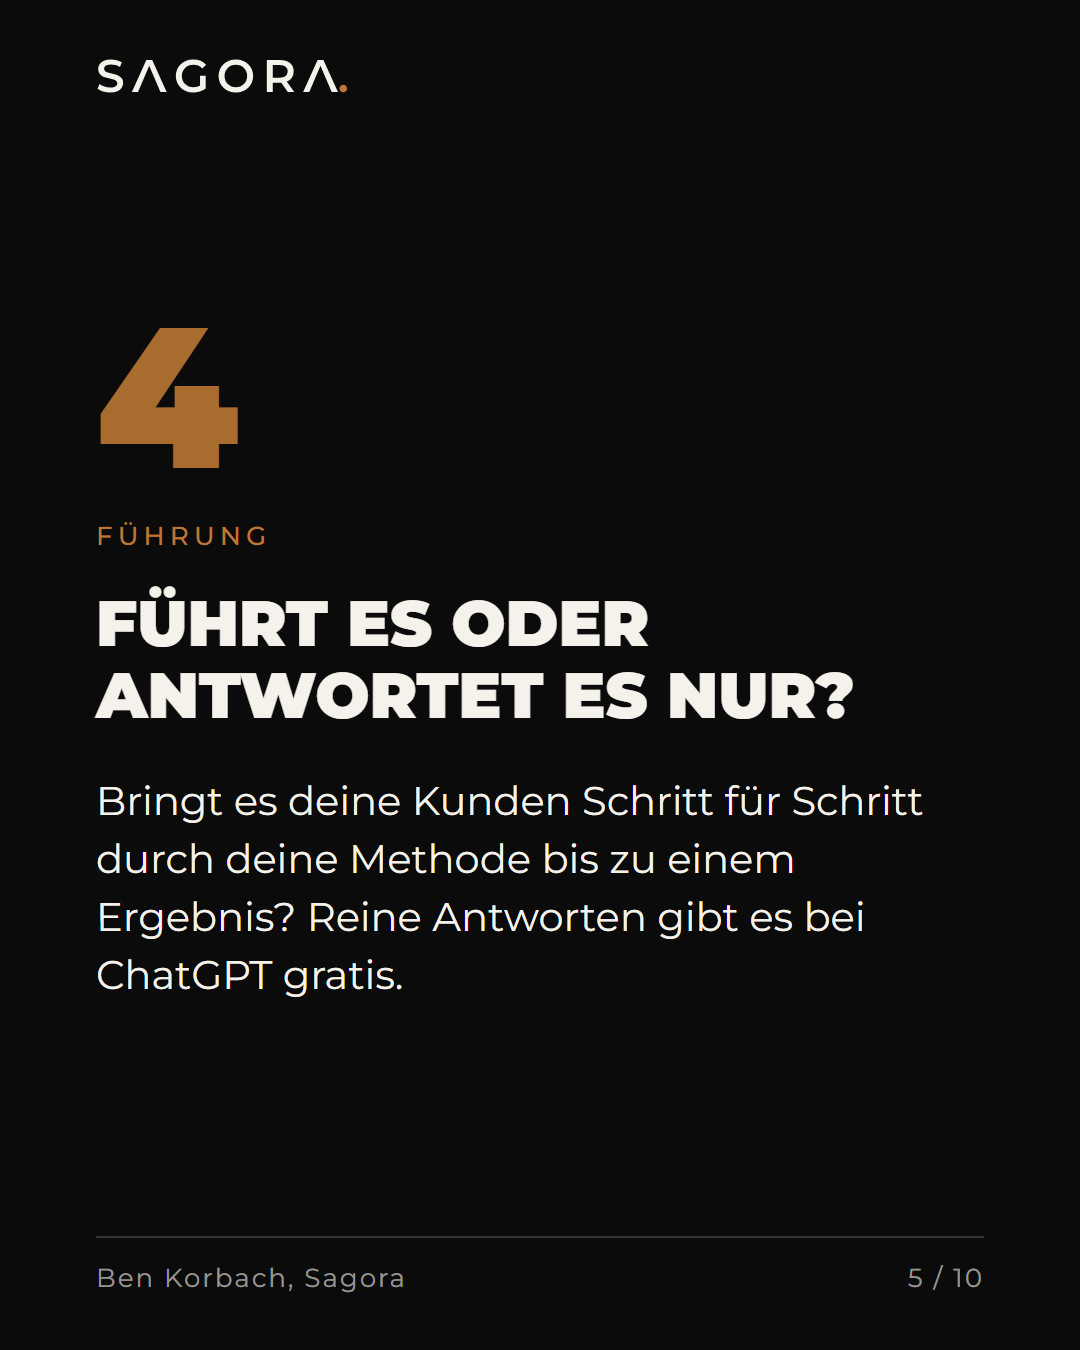 SAGORA.
4
FÜHRUNG
FÜHRT ES ODER
ANTWORTET ES NUR?
Bringt es deine Kunden Schritt für Schritt
durch deine Methode bis zu einem
Ergebnis? Reine Antworten gibt es bei
ChatGPT gratis.
Ben Korbach, Sagora
5 / 10